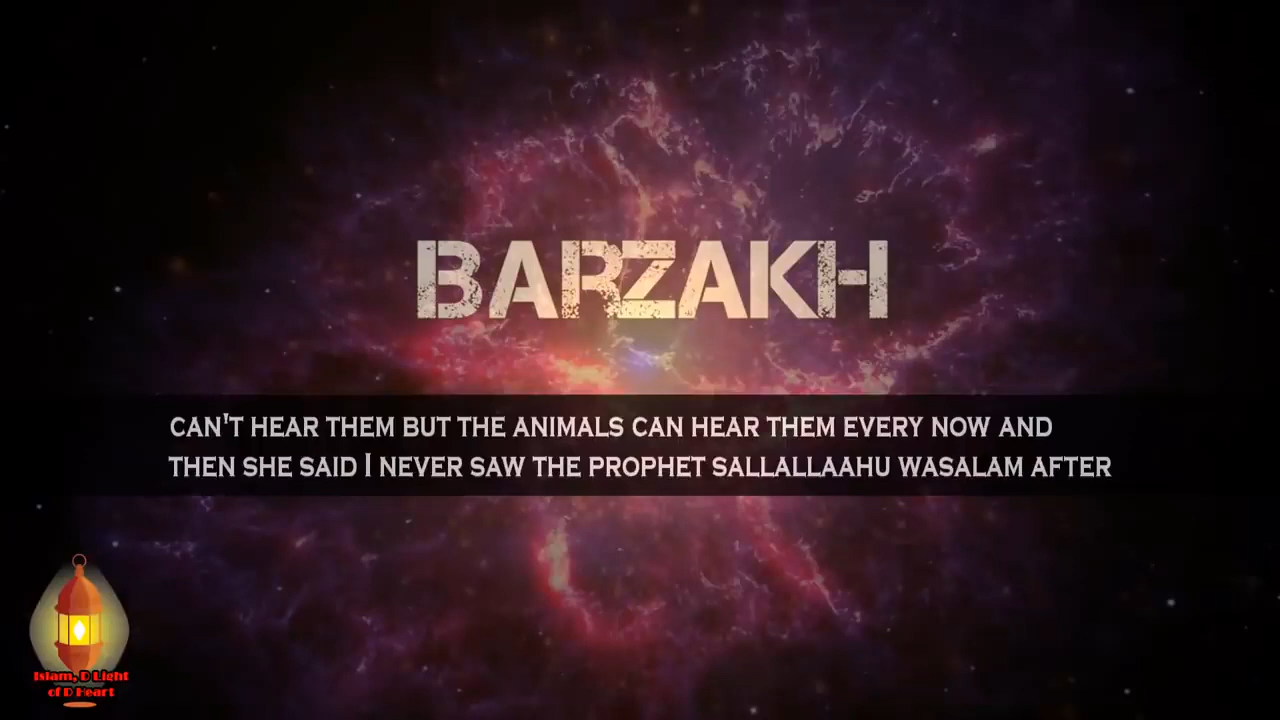 BARZAKH
CAN'T HEAR THEM BUT THE ANIMALS CAN HEAR THEM EVERY NOW AND
THEN SHE SAID I NEVER SAW THE PROPHET SALLALLAAHU WASALAM AFTER
Islam, D Light
of D Heart